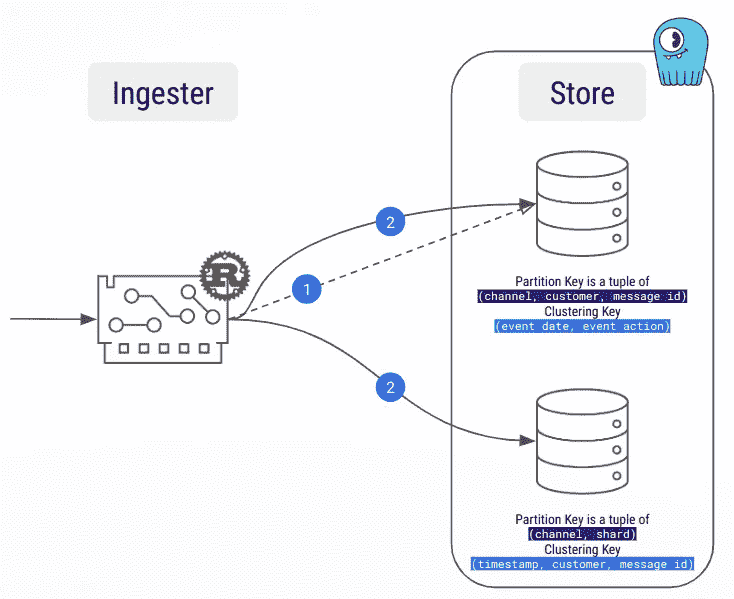 Ingester
Store
2
1
2
Partition Key is a tuple of
(channel, customer, message id)
Clustering Key
(event date, event action)
Partition Key is a tuple of
(channel, shard)
Clustering Key
(timestamp, customer, message id)
R